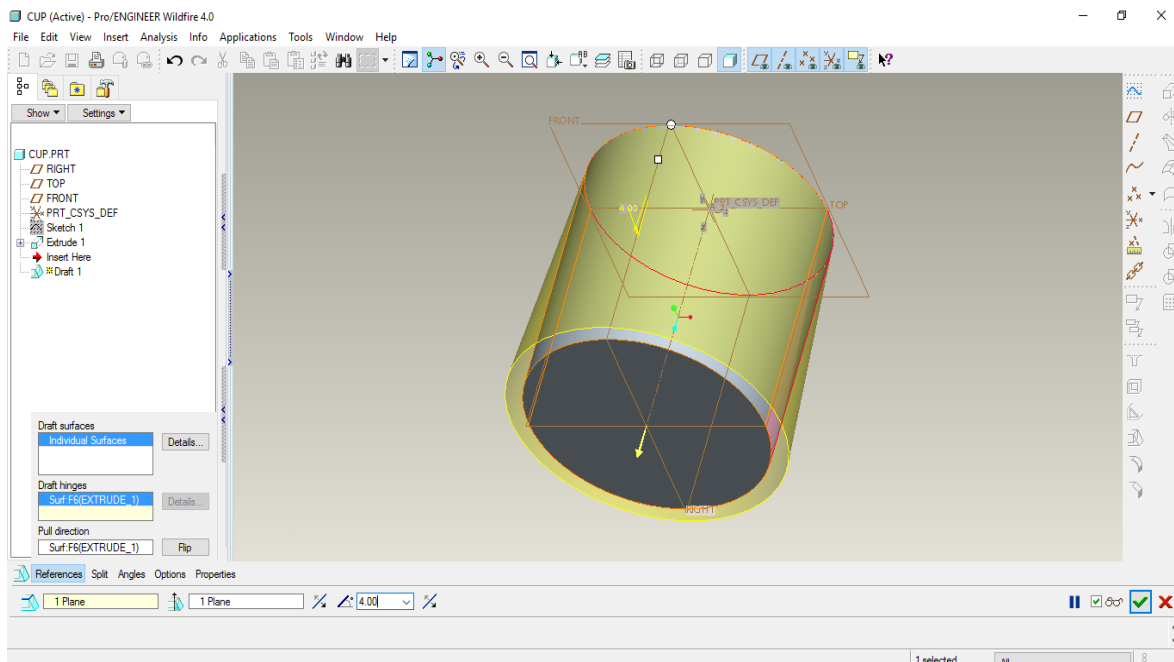 CUP (Active) - Pro/ENGINEER Wildfire 4.0
File Edit View Insert Analysis Info Applications Tools Window Help
Show Settings
CUP.PRT
RIGHT
TOP
FRONT
PRT_CSYS_DEF
Sketch 1
Extrude 1
Insert Here
Draft 1
FRONT
4.00
PRT_CSYS_DEF
TOP
RIGHT
Draft surfaces
Individual Surfaces Details...
Draft hinges
Surf:F6(EXTRUDE_1) Details...
Pull direction
Surf:F6(EXTRUDE_1) Flip
References Split Angles Options Properties
1 Plane 1 Plane 4.00
1 selected All